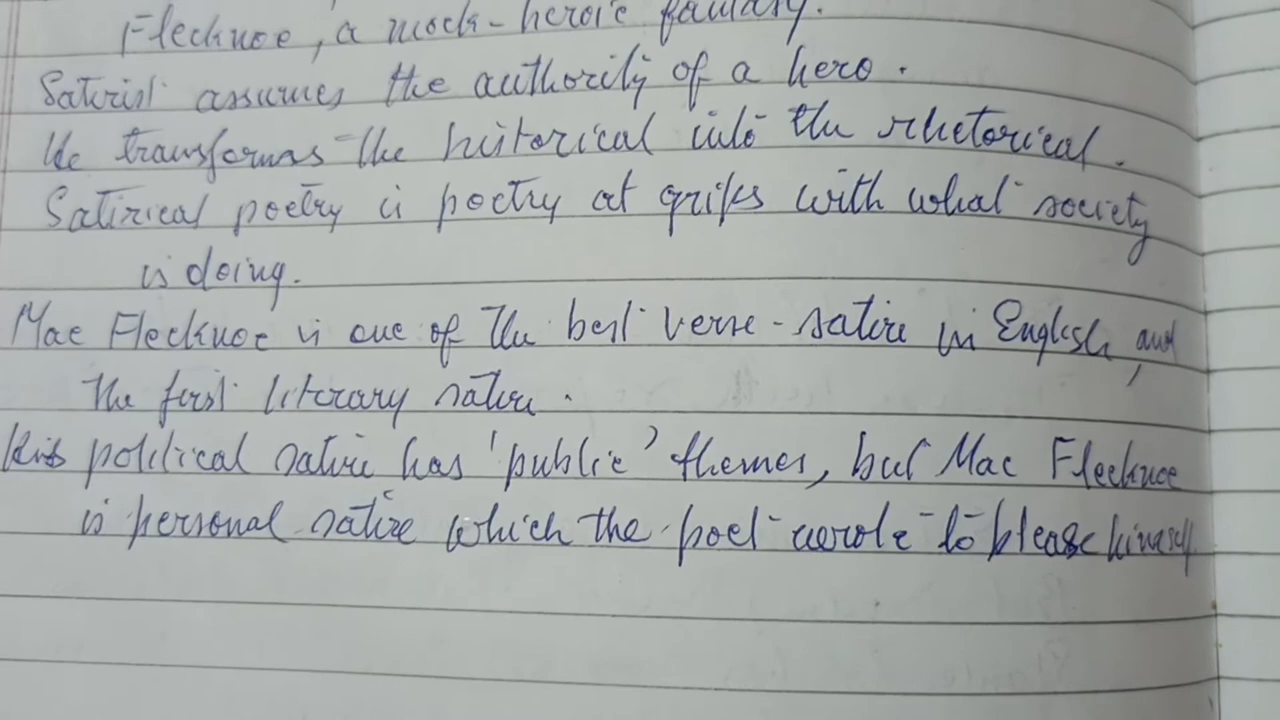 Flecknoe, a mock-heroic fantasy.
Satirist assumes the authority of a hero.
He transforms the historical into the rhetorical.
Satirical poetry is poetry at grips with what society
is doing.
Mac Flecknoe is one of the best verse-satire in English, and
the first literary satire.
His political satire has 'public' themes, but Mac Flecknoe
is personal satire which the poet wrote to please himself